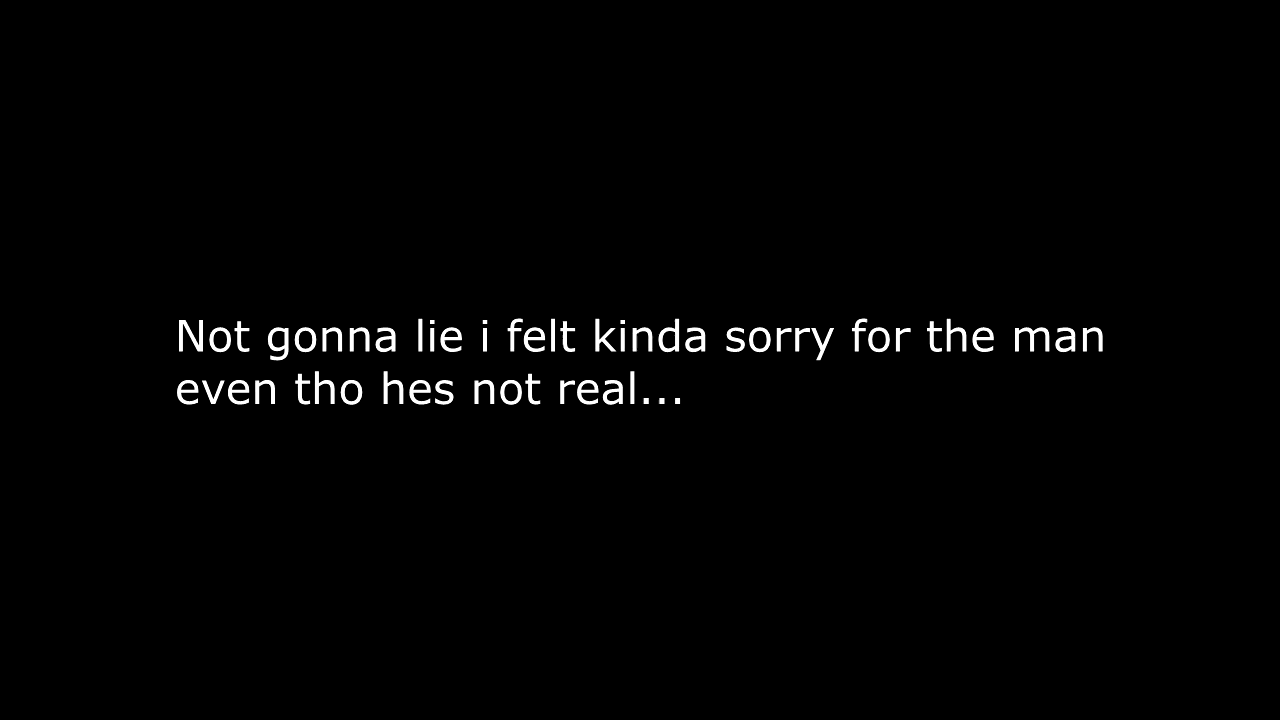 Not gonna lie i felt kinda sorry for the man
even tho hes not real...